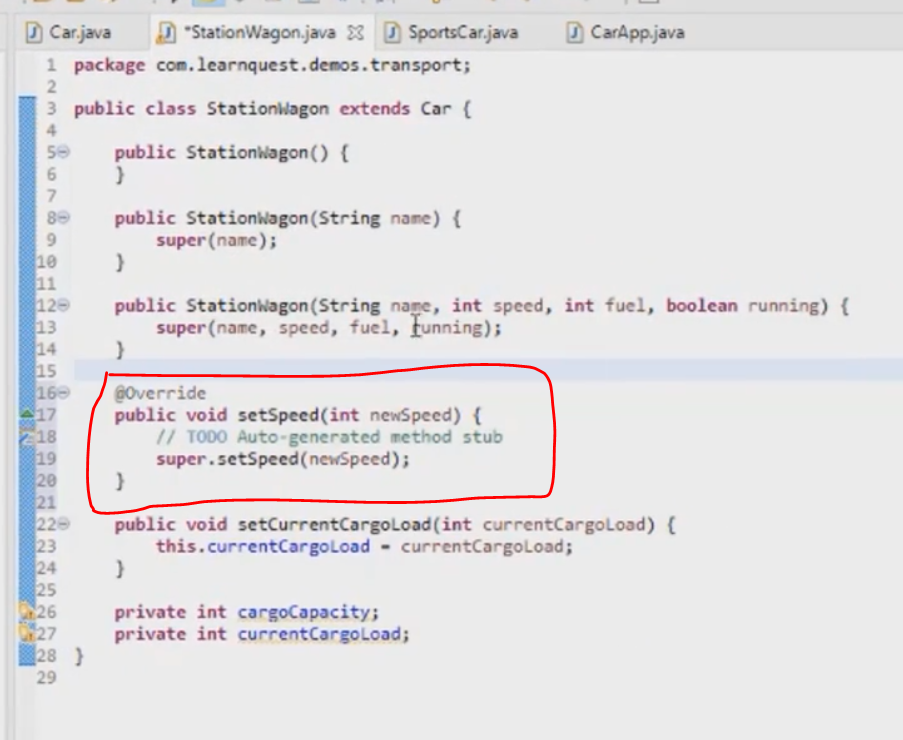 Car.java *StationWagon.java SportsCar.java CarApp.java
1 package com.learnquest.demos.transport;
2
3 public class StationWagon extends Car {
4
5 public StationWagon() {
6 }
7
8 public StationWagon(String name) {
9 super(name);
10 }
11
12 public StationWagon(String name, int speed, int fuel, boolean running) {
13 super(name, speed, fuel, running);
14 }
15
16 @Override
17 public void setSpeed(int newSpeed) {
18 // TODO Auto-generated method stub
19 super.setSpeed(newSpeed);
20 }
21
22 public void setCurrentCargoLoad(int currentCargoLoad) {
23 this.currentCargoLoad = currentCargoLoad;
24 }
25
26 private int cargoCapacity;
27 private int currentCargoLoad;
28 }
29